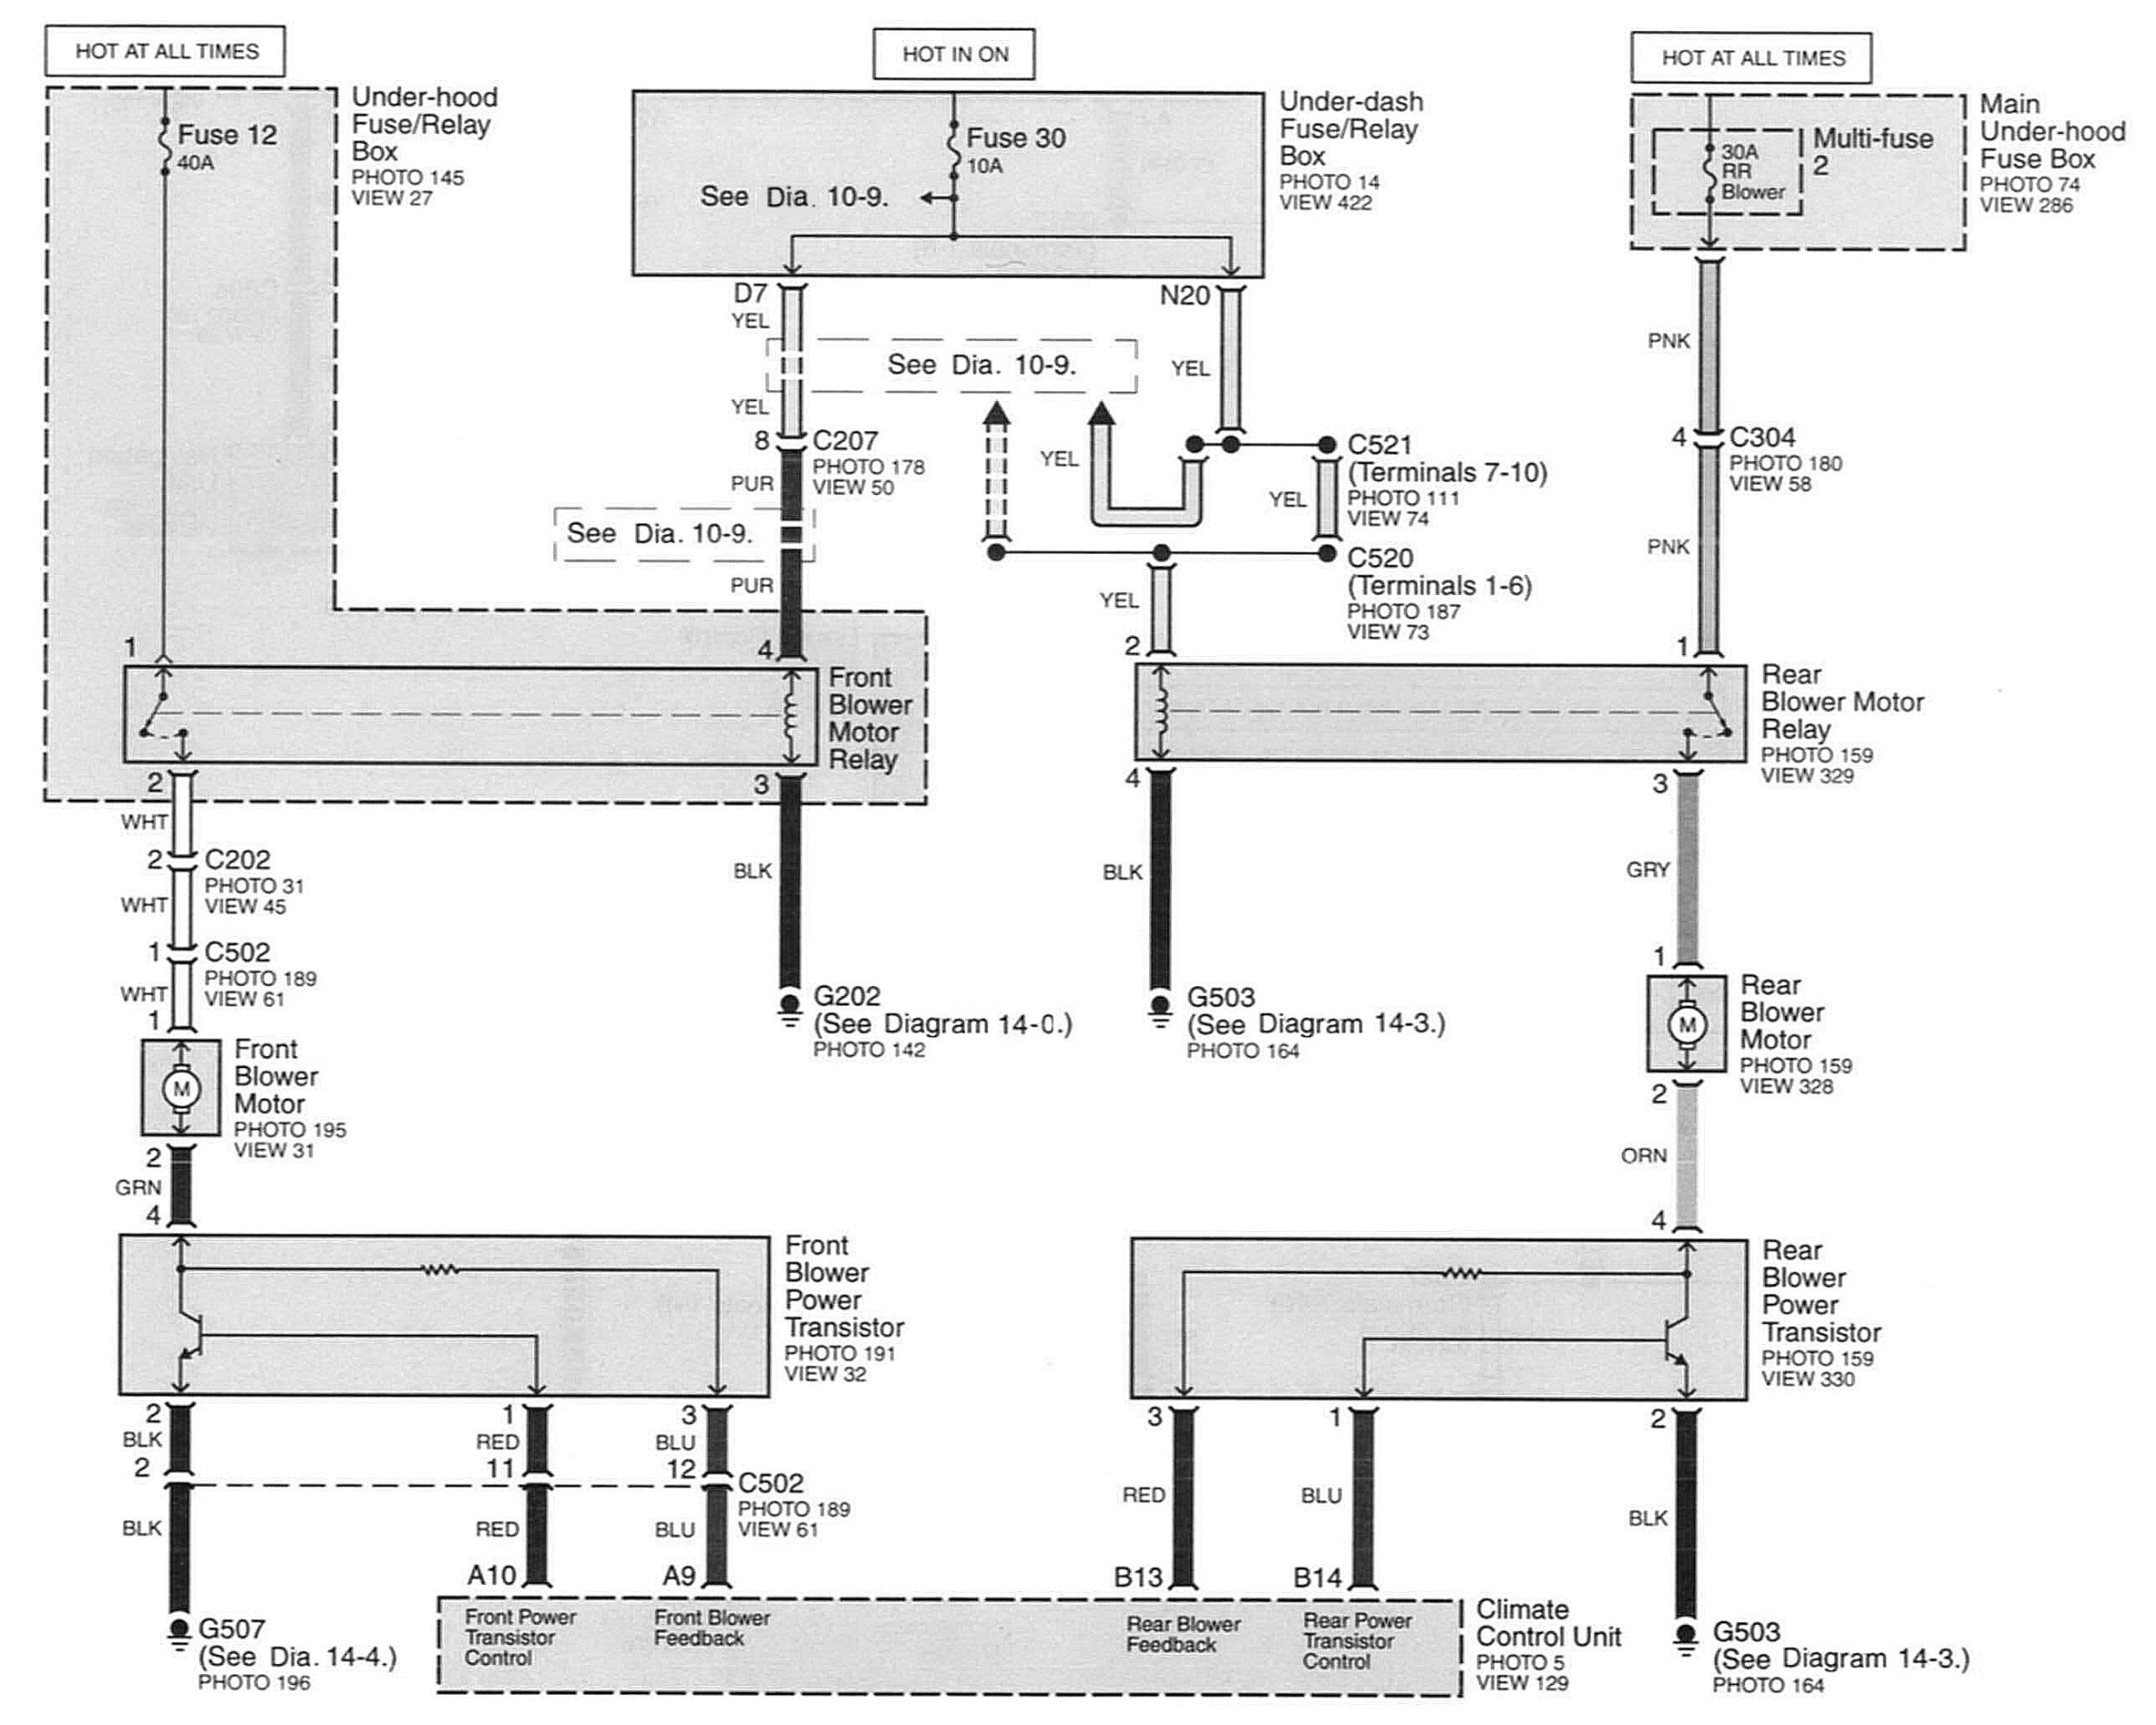 HOT AT ALL TIMES
HOT IN ON
HOT AT ALL TIMES
Under-hood
Fuse/Relay
Box
PHOTO 145
VIEW 27
Fuse 12
40A
Under-dash
Fuse/Relay
Box
PHOTO 14
VIEW 422
Fuse 30
10A
See Dia. 10-9.
Main
Under-hood
Fuse Box
PHOTO 74
VIEW 286
Multi-fuse
2
30A
RR
Blower
D7
YEL
N20
See Dia. 10-9.
YEL
YEL
PNK
8
C207
PHOTO 178
VIEW 50
PUR
YEL
C521
(Terminals 7-10)
PHOTO 111
VIEW 74
YEL
4
C304
PHOTO 180
VIEW 58
See Dia. 10-9.
PUR
C520
(Terminals 1-6)
PHOTO 187
VIEW 73
PNK
YEL
1
4
2
1
Front
Blower
Motor
Relay
Rear
Blower Motor
Relay
PHOTO 159
VIEW 329
2
3
4
3
WHT
2
C202
PHOTO 31
VIEW 45
BLK
BLK
GRY
WHT
1
C502
PHOTO 189
VIEW 61
WHT
1
G202
(See Diagram 14-0.)
PHOTO 142
G503
(See Diagram 14-3.)
PHOTO 164
1
M
Rear
Blower
Motor
PHOTO 159
VIEW 328
M
Front
Blower
Motor
PHOTO 195
VIEW 31
2
GRN
4
2
ORN
4
Front
Blower
Power
Transistor
PHOTO 191
VIEW 32
Rear
Blower
Power
Transistor
PHOTO 159
VIEW 330
2
1
3
3
1
2
BLK
RED
BLU
2
11
12
C502
PHOTO 189
VIEW 61
BLK
RED
BLU
RED
BLU
BLK
A10
A9
B13
B14
Front Power
Transistor
Control
Front Blower
Feedback
Rear Blower
Feedback
Rear Power
Transistor
Control
Climate
Control Unit
PHOTO 5
VIEW 129
G507
(See Dia. 14-4.)
PHOTO 196
G503
(See Diagram 14-3.)
PHOTO 164